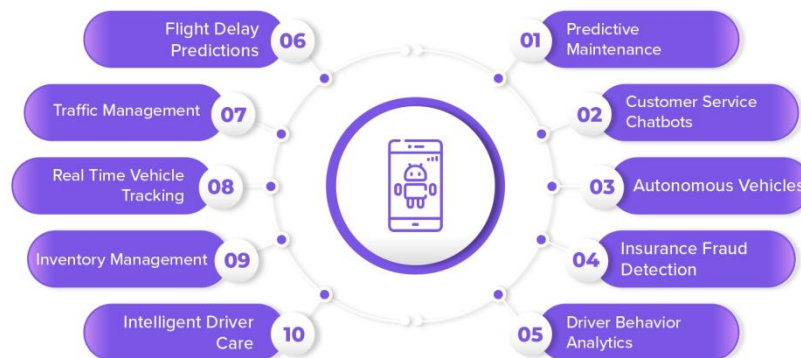 01
Predictive
Maintenance
02
Customer Service
Chatbots
03
Autonomous Vehicles
04
Insurance Fraud
Detection
05
Driver Behavior
Analytics
06
Flight Delay
Predictions
07
Traffic Management
08
Real Time Vehicle
Tracking
09
Inventory Management
10
Intelligent Driver
Care